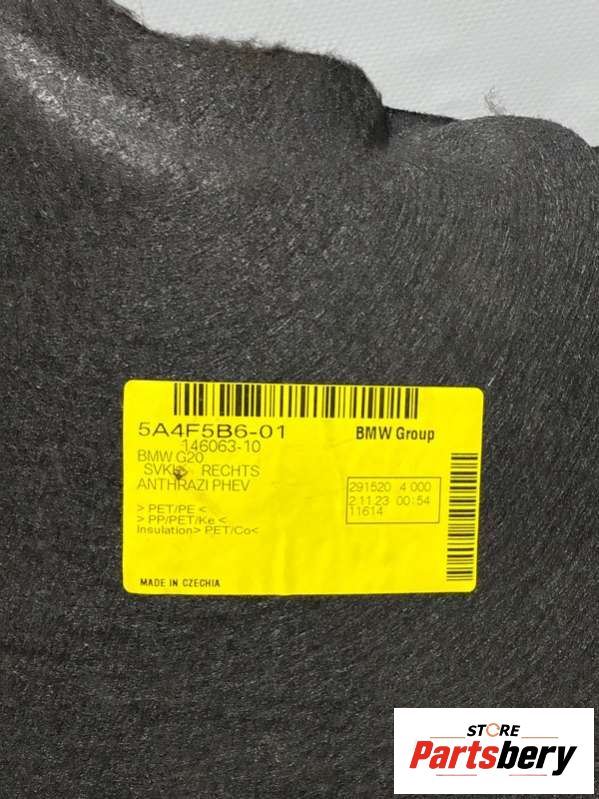 5A4F5B6-01
BMW Group
146063-10
BMW G20
RECHTS
ANTHRAZI PHEV
291520 4 000
2.11.23 00:54
11614
> PET/PE <
> PP/PET/Ke <
Insulation> PET/Co<
MADE IN CZECHIA
STORE
Partsbery